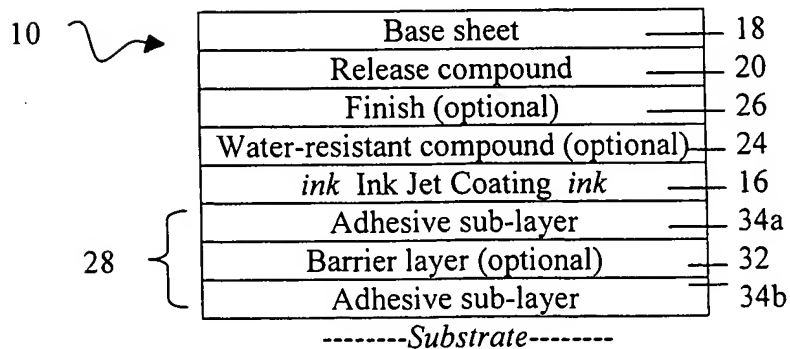 10
Base sheet 18
Release compound 20
Finish (optional) 26
Water-resistant compound (optional) 24
ink Ink Jet Coating ink 16
Adhesive sub-layer 34a
28 Barrier layer (optional) 32
Adhesive sub-layer 34b
--------Substrate--------